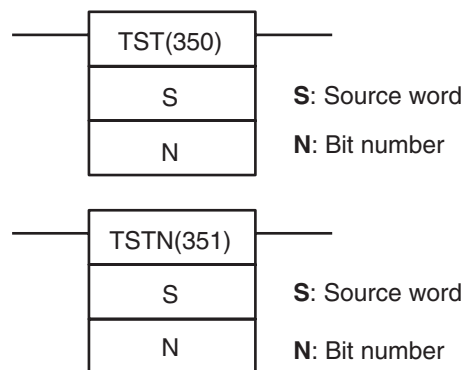 TST(350)
S
S: Source word
N
N: Bit number
TSTN(351)
S
S: Source word
N
N: Bit number